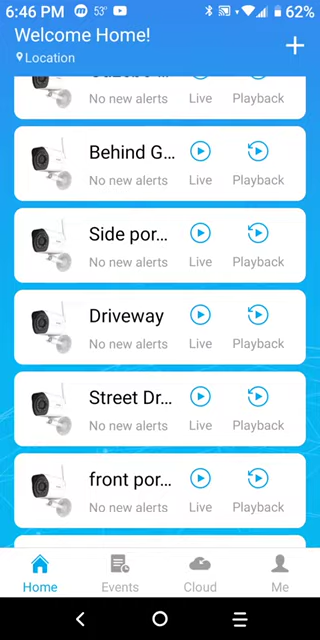 6:46 PM 53° 62%
Welcome Home!
Location
No new alerts Live Playback
Behind G...
No new alerts Live Playback
Side por...
No new alerts Live Playback
Driveway
No new alerts Live Playback
Street Dr...
No new alerts Live Playback
front por...
No new alerts Live Playback
Home Events Cloud Me